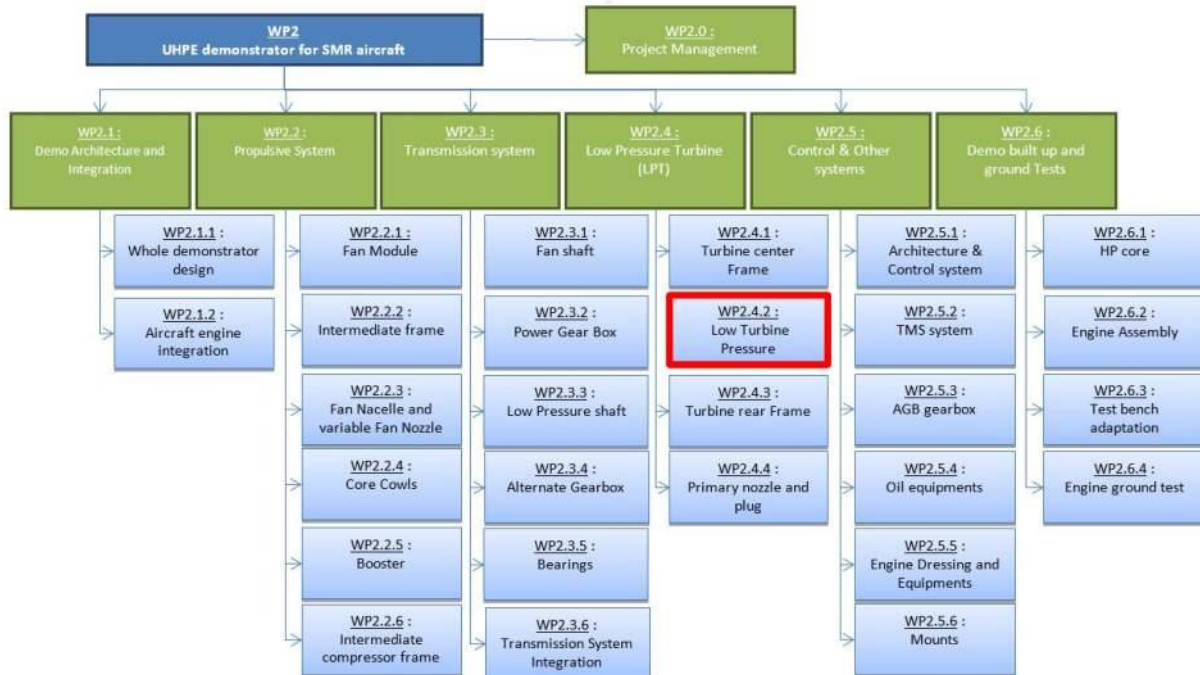 WP2
UHPE demonstrator for SMR aircraft
WP2.0 :
Project Management
WP2.1 :
Demo Architecture and
Integration
WP2.2 :
Propulsive System
WP2.3 :
Transmission system
WP2.4 :
Low Pressure Turbine
(LPT)
WP2.5 :
Control & Other
systems
WP2.6 :
Demo built up and
ground Tests
WP2.1.1 :
Whole demonstrator
design
WP2.1.2 :
Aircraft engine
integration
WP2.2.1 :
Fan Module
WP2.2.2 :
Intermediate frame
WP2.2.3 :
Fan Nacelle and
variable Fan Nozzle
WP2.2.4 :
Core Cowls
WP2.2.5 :
Booster
WP2.2.6 :
Intermediate
compressor frame
WP2.3.1 :
Fan shaft
WP2.3.2 :
Power Gear Box
WP2.3.3 :
Low Pressure shaft
WP2.3.4 :
Alternate Gearbox
WP2.3.5 :
Bearings
WP2.3.6 :
Transmission System
Integration
WP2.4.1 :
Turbine center
Frame
WP2.4.2 :
Low Turbine
Pressure
WP2.4.3 :
Turbine rear Frame
WP2.4.4 :
Primary nozzle and
plug
WP2.5.1 :
Architecture &
Control system
WP2.5.2 :
TMS system
WP2.5.3 :
AGB gearbox
WP2.5.4 :
Oil equipments
WP2.5.5 :
Engine Dressing and
Equipments
WP2.5.6 :
Mounts
WP2.6.1 :
HP core
WP2.6.2 :
Engine Assembly
WP2.6.3 :
Test bench
adaptation
WP2.6.4 :
Engine ground test